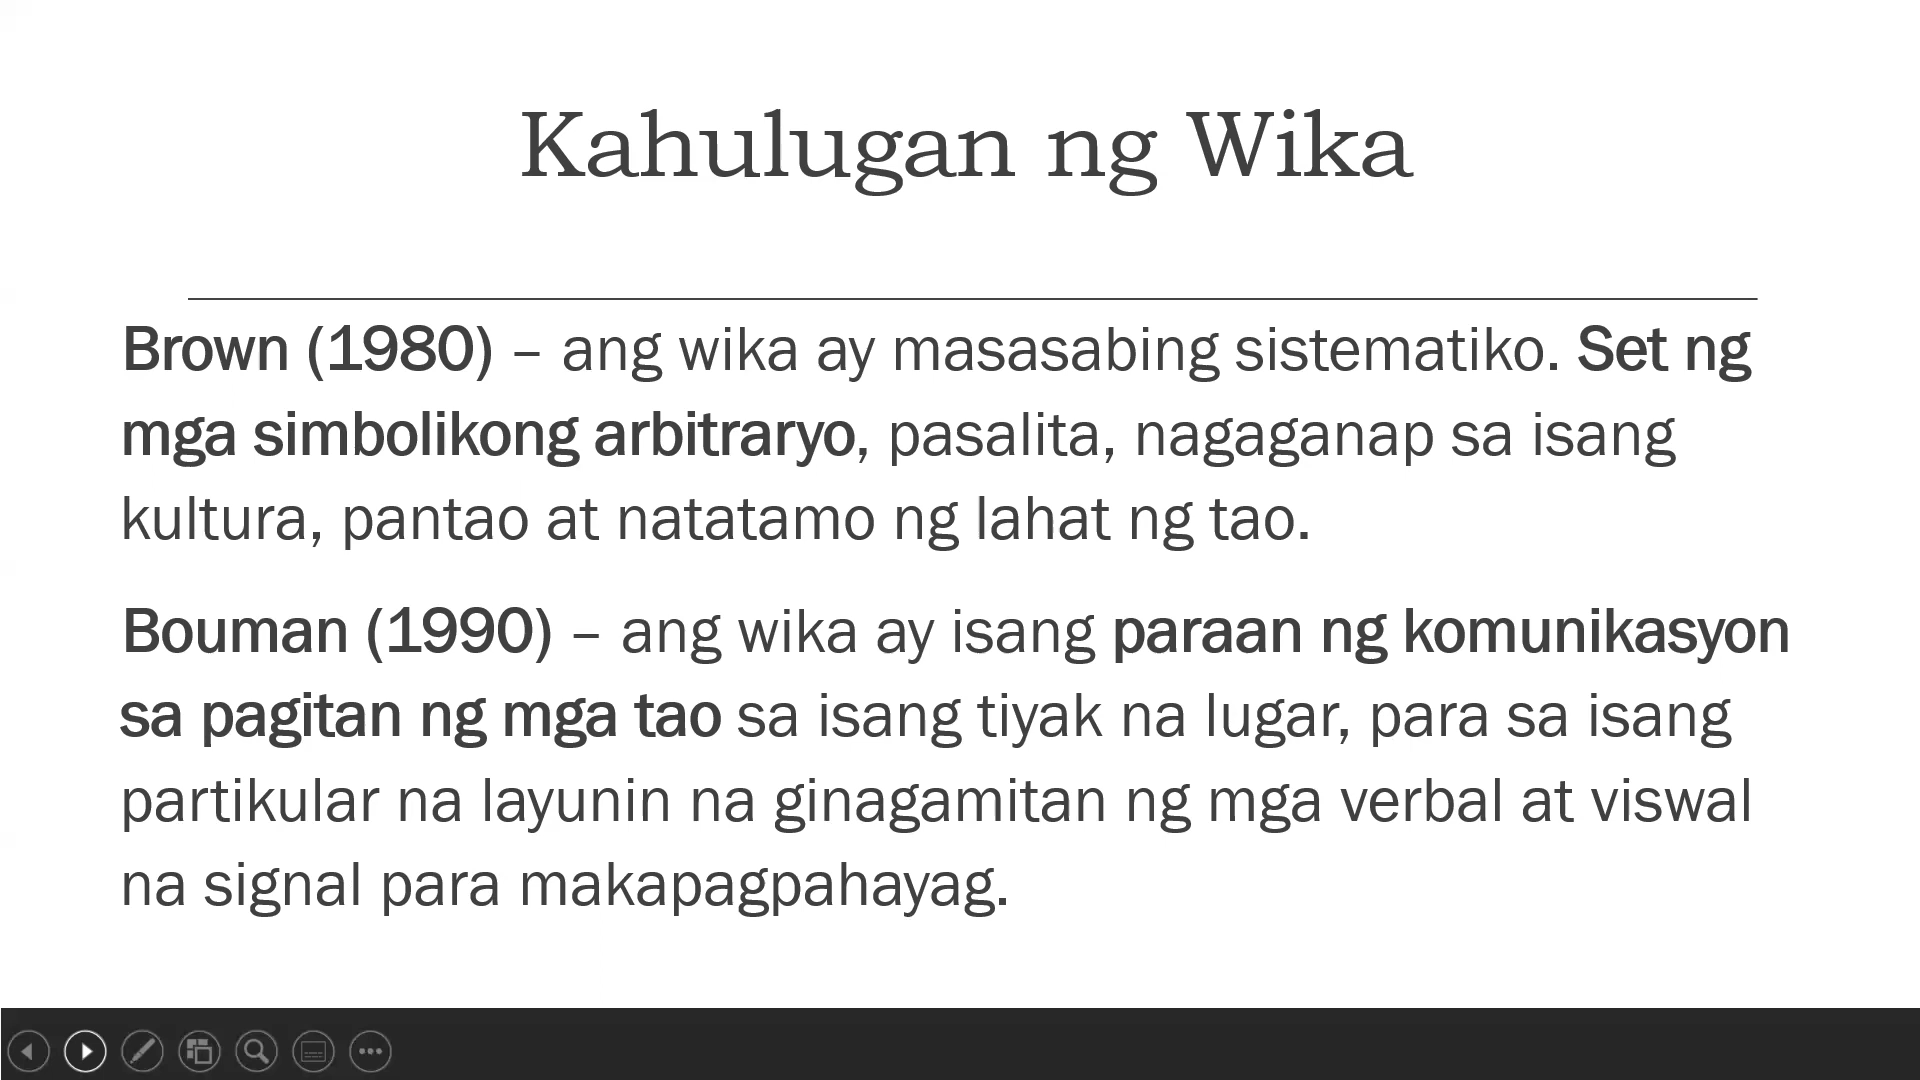 Kahulugan ng Wika
Brown (1980) – ang wika ay masasabing sistematiko. Set ng
mga simbolikong arbitraryo, pasalita, nagaganap sa isang
kultura, pantao at natatamo ng lahat ng tao.
Bouman (1990) – ang wika ay isang paraan ng komunikasyon
sa pagitan ng mga tao sa isang tiyak na lugar, para sa isang
partikular na layunin na ginagamitan ng mga verbal at viswal
na signal para makapagpahayag.